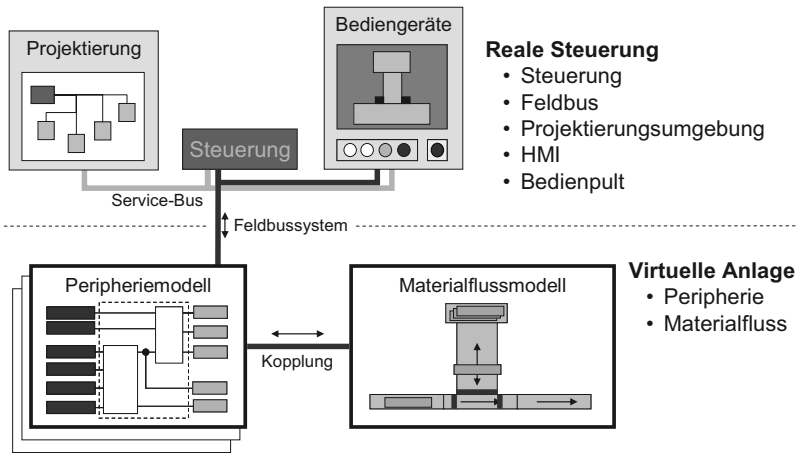 Projektierung
Bediengeräte
Steuerung
Service-Bus
Feldbussystem
Reale Steuerung
• Steuerung
• Feldbus
• Projektierungsumgebung
• HMI
• Bedienpult
Peripheriemodell
Kopplung
Materialflussmodell
Virtuelle Anlage
• Peripherie
• Materialfluss